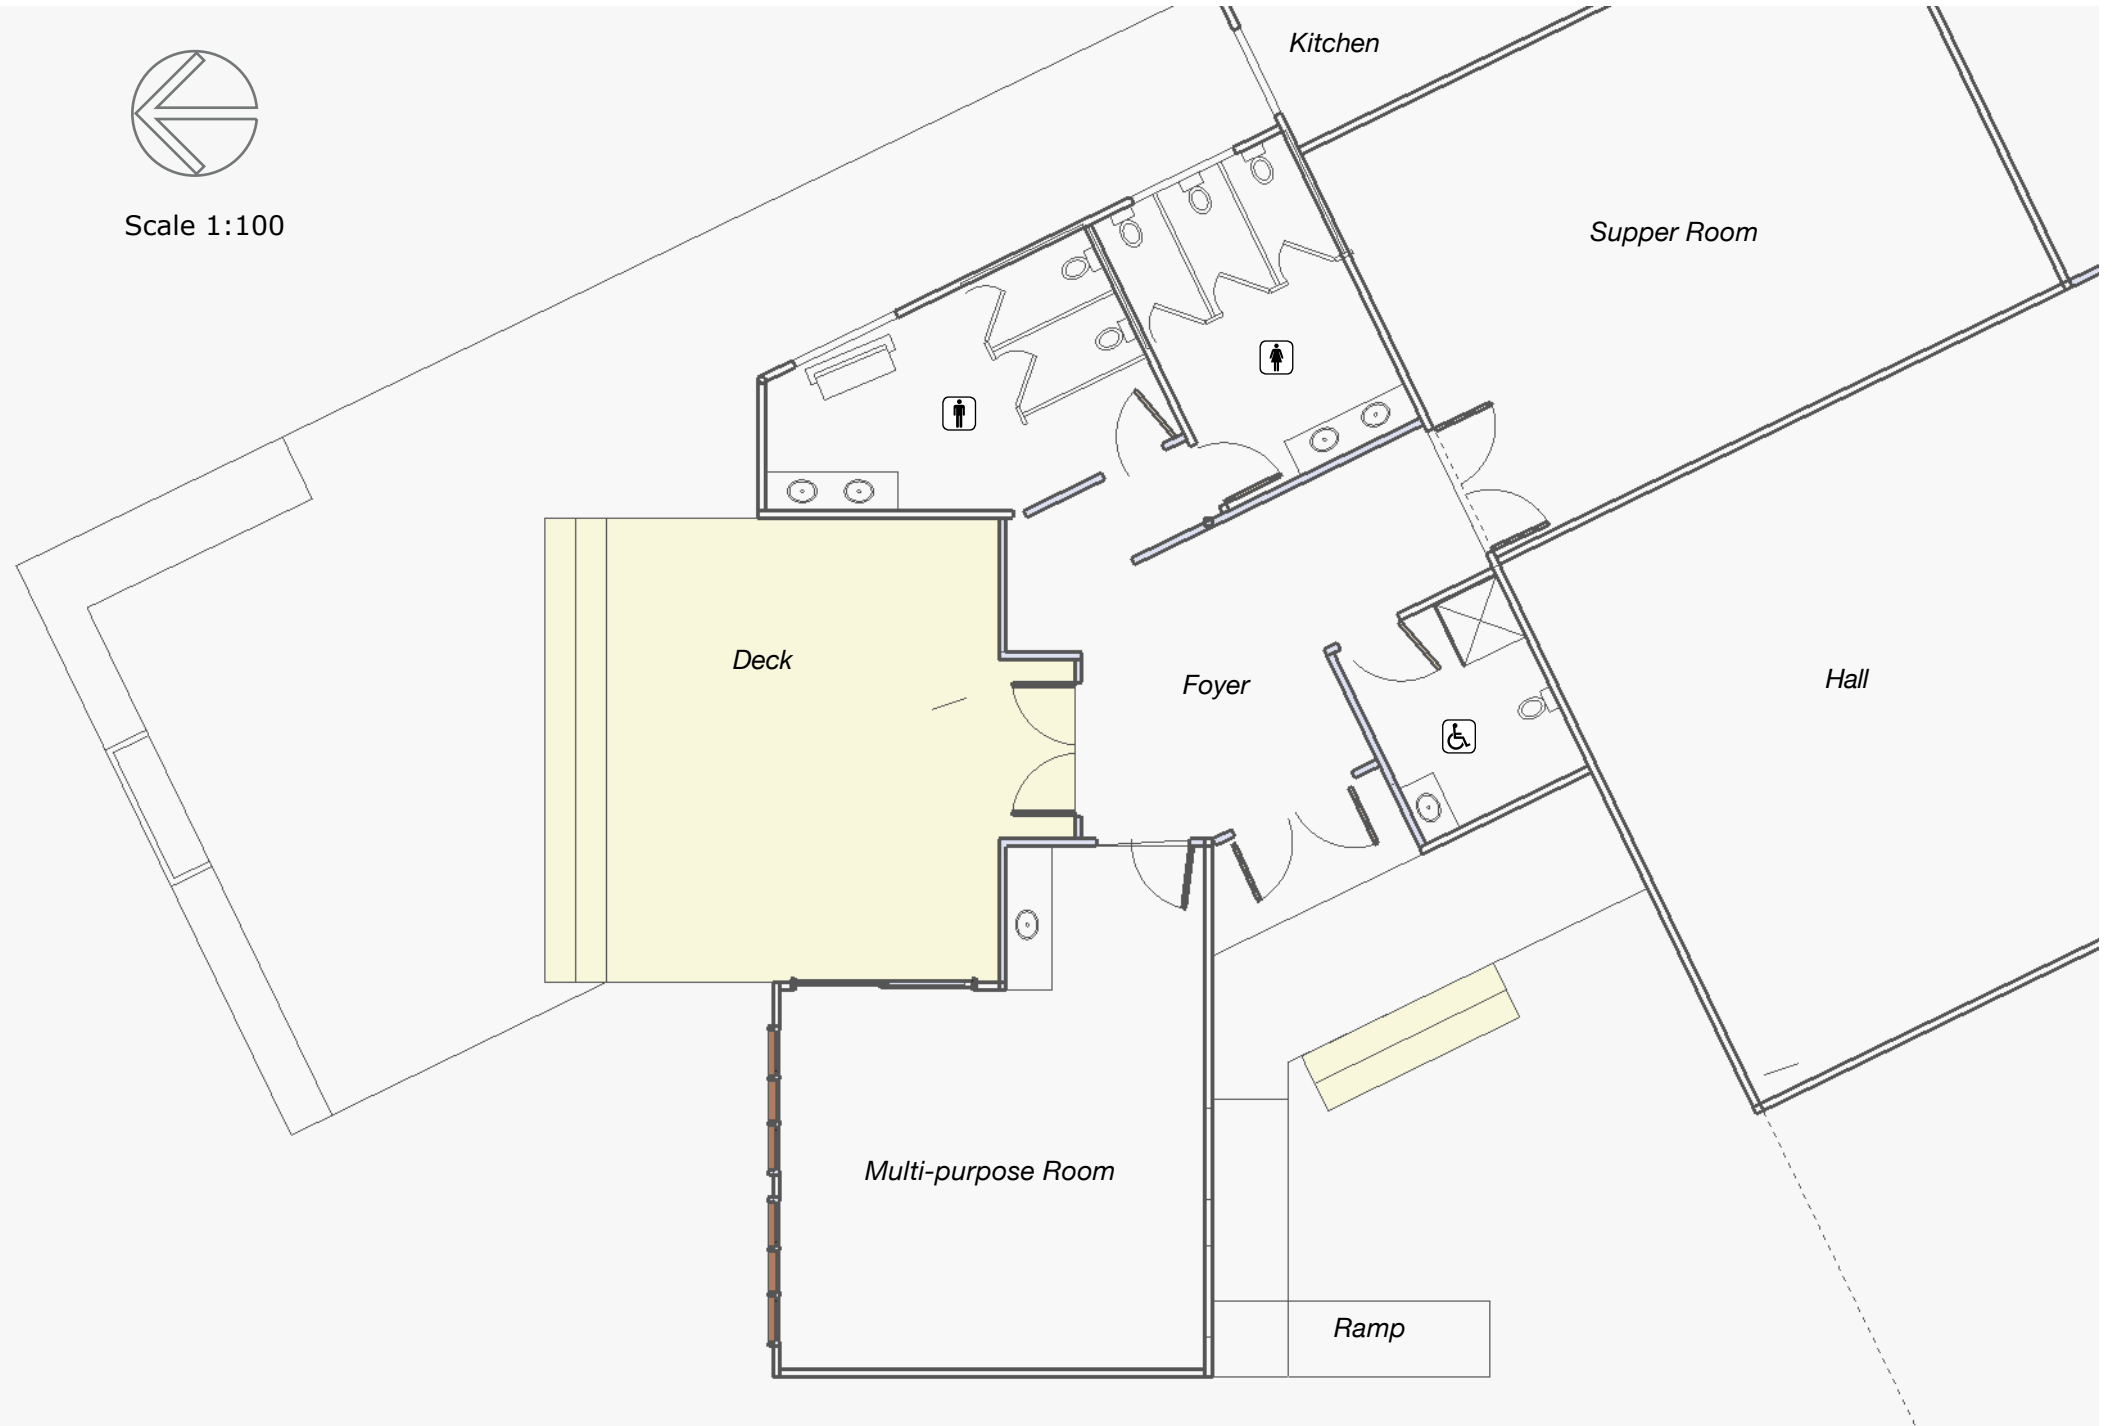 Kitchen
Scale 1:100
Supper Room
Deck
Foyer
Hall
Multi-purpose Room
Ramp